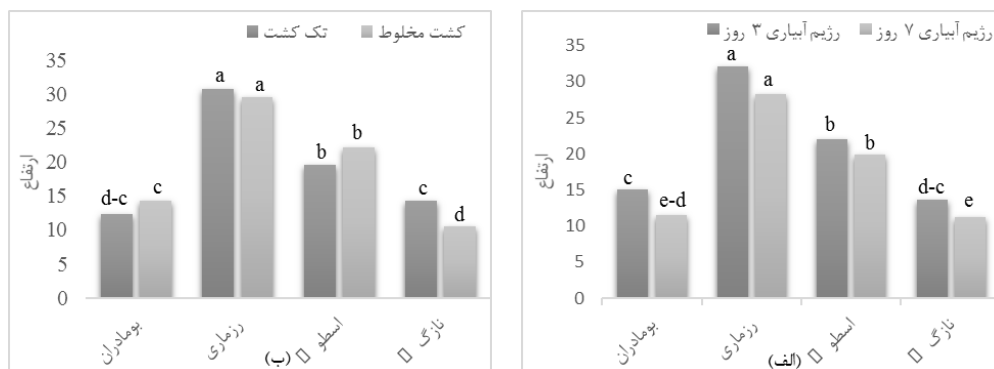 رژیم آبیاری ۳ روز رژیم آبیاری ۷ روز
35
30
25
20
15
10
5
0
ارتفاع
c
e-d
a
a
b
b
d-c
e
بومادران
رزماری
اسطو
نازگ
(الف)
تک کشت کشت مخلوط
35
30
25
20
15
10
5
0
ارتفاع
d-c
c
a
a
b
b
c
d
بومادران
رزماری
اسطو
نازگ
(ب)